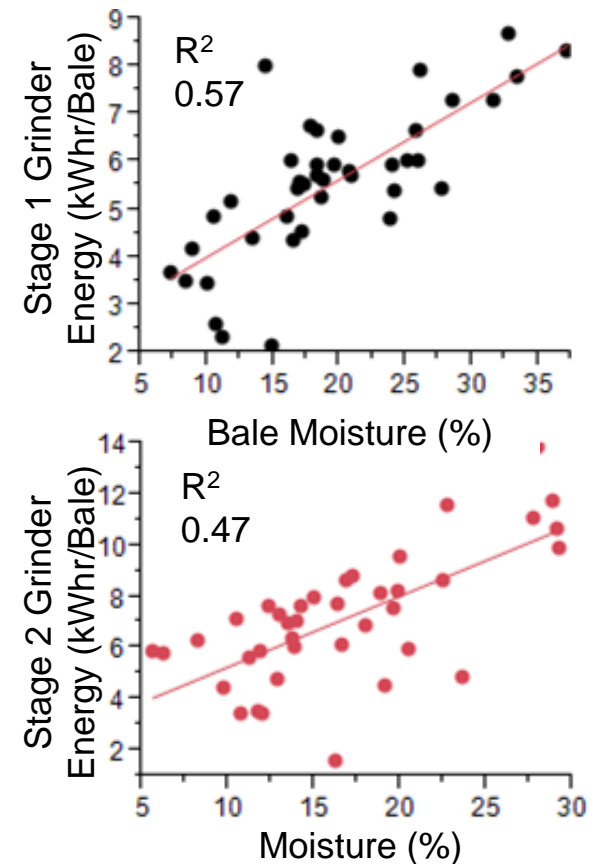 Stage 1 Grinder
Energy (kWhr/Bale)
R²
0.57
9
8
7
6
5
4
3
2
5 10 15 20 25 30 35
Bale Moisture (%)
Stage 2 Grinder
Energy (kWhr/Bale)
R²
0.47
14
12
10
8
6
4
2
5 10 15 20 25 30
Moisture (%)